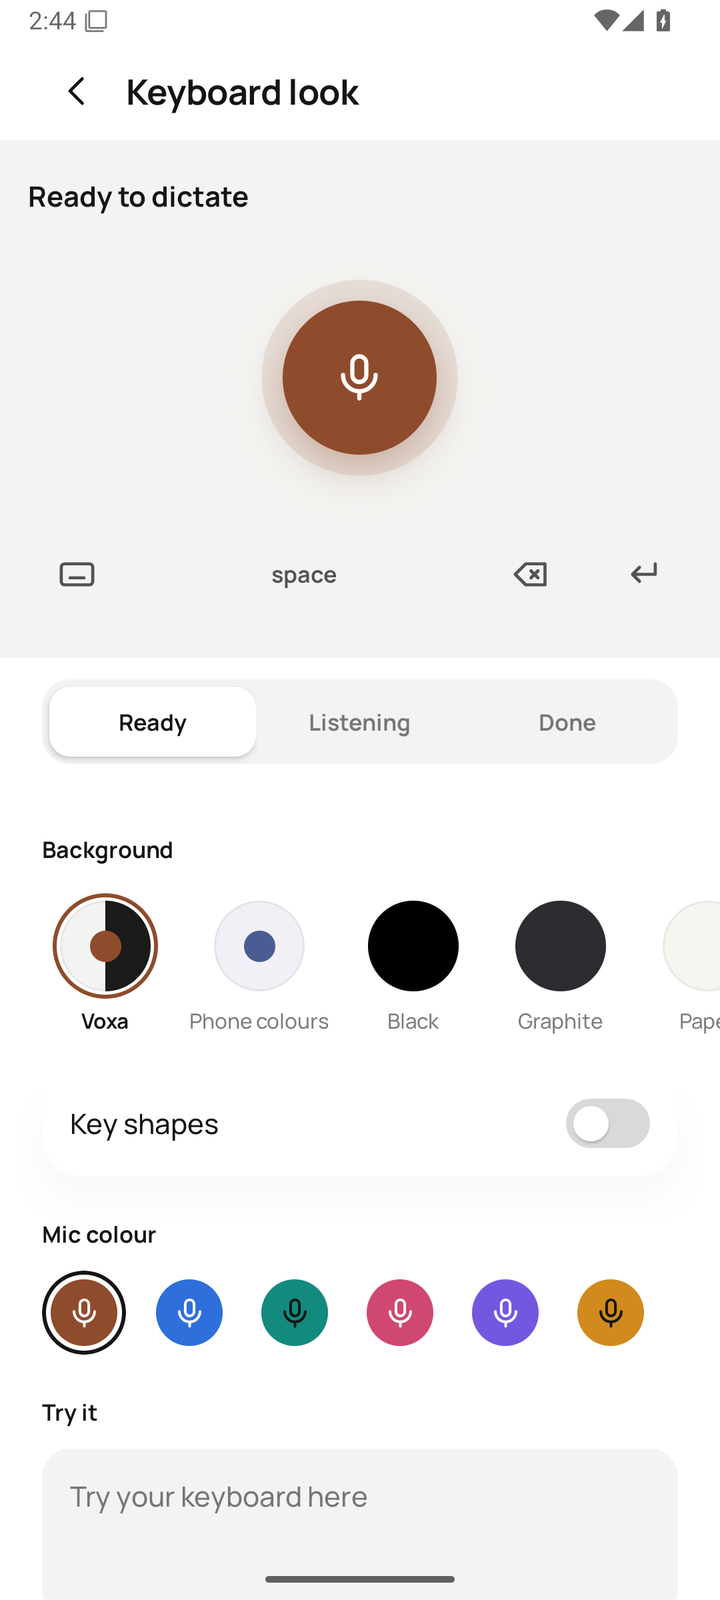 2:44
Keyboard look
Ready to dictate
space
Ready Listening Done
Background
Voxa Phone colours Black Graphite Pape
Key shapes
Mic colour
Try it
Try your keyboard here